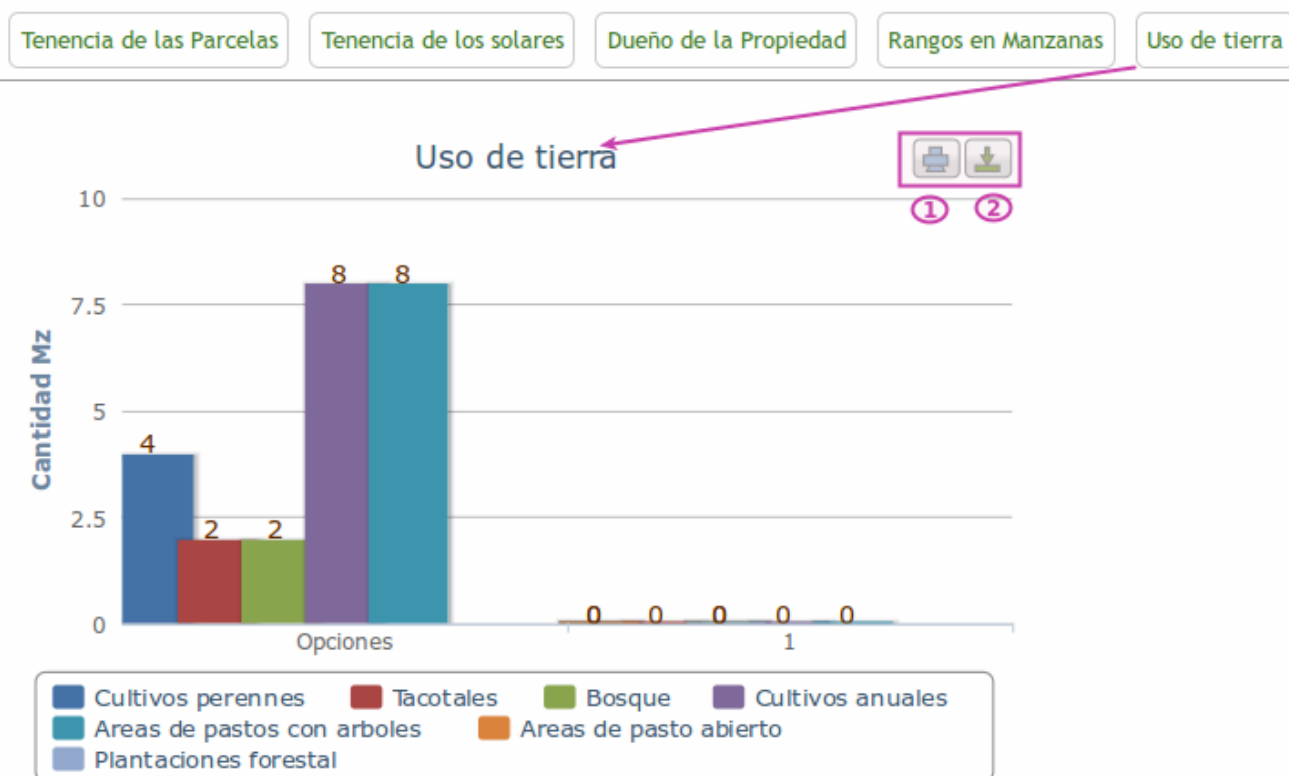 Tenencia de las Parcelas Tenencia de los solares Dueño de la Propiedad Rangos en Manzanas Uso de tierra
Uso de tierra
1 2
10
7.5
5
2.5
0
Cantidad Mz
4 2 2 8 8
0 0 0 0 0
Opciones 1
Cultivos perennes Tacotales Bosque Cultivos anuales
Areas de pastos con arboles Areas de pasto abierto
Plantaciones forestal